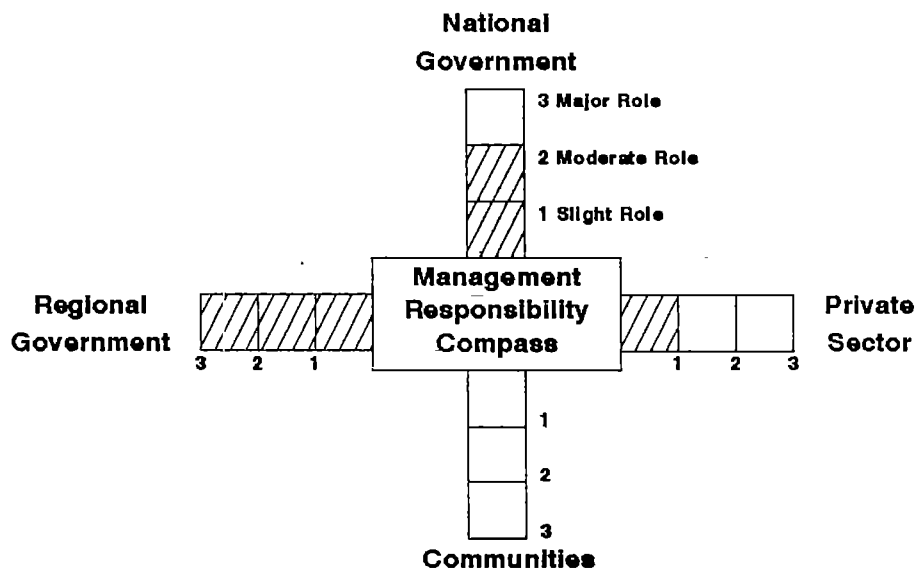 National
Government
3 Major Role
2 Moderate Role
1 Slight Role
Management
Responsibility
Compass
Regional
Government
3 2 1
Private
Sector
1 2 3
1
2
3
Communities